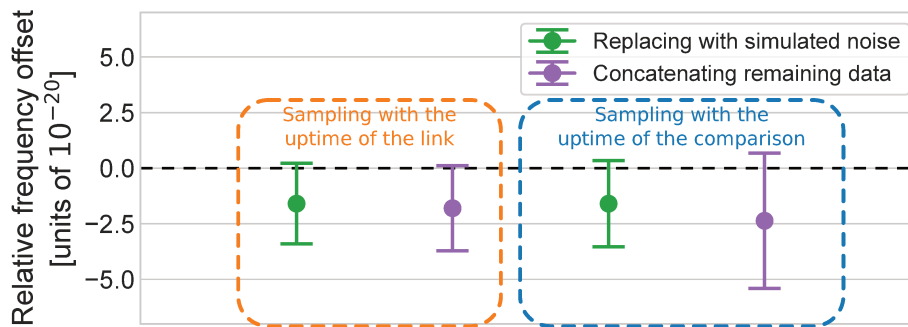 Relative frequency offset
[units of 10⁻²⁰]
5.0
2.5
0.0
−2.5
−5.0
Replacing with simulated noise
Concatenating remaining data
Sampling with the
uptime of the link
Sampling with the
uptime of the comparison